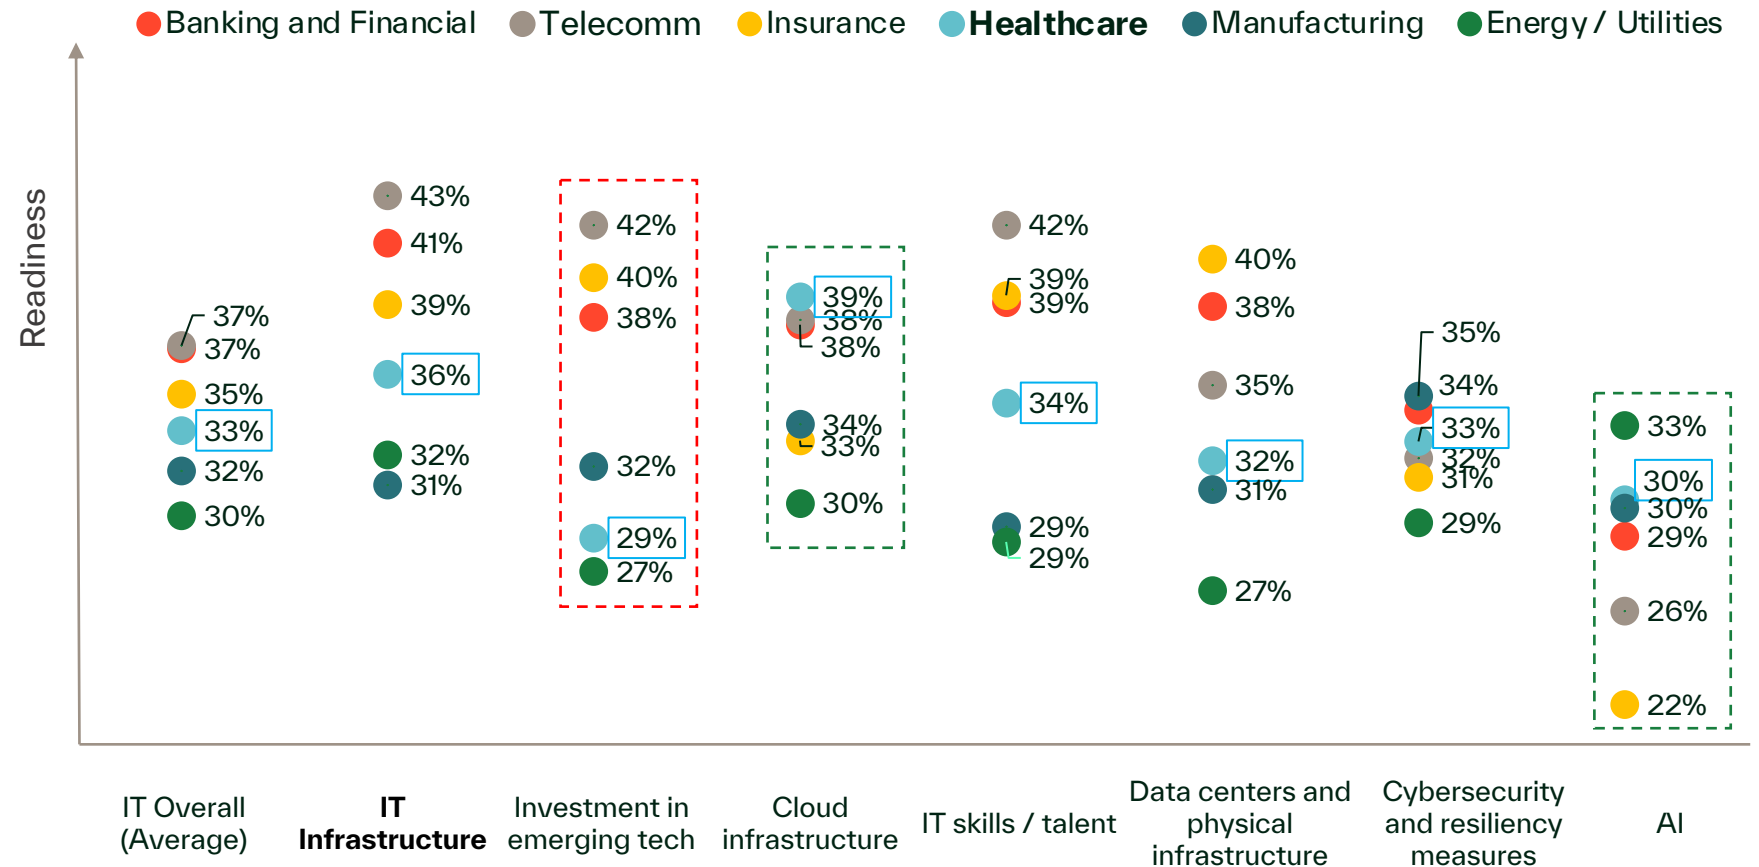 Banking and Financial Telecomm Insurance Healthcare Manufacturing Energy / Utilities
Readiness
37%
37%
35%
33%
32%
30%
43%
41%
39%
36%
32%
31%
42%
40%
38%
32%
29%
27%
39%
38%
38%
34%
33%
30%
42%
39%
39%
34%
29%
29%
40%
38%
35%
32%
31%
27%
35%
34%
33%
32%
31%
29%
33%
30%
30%
29%
26%
22%
IT Overall
(Average)
IT
Infrastructure
Investment in
emerging tech
Cloud
infrastructure
IT skills / talent
Data centers and
physical
infrastructure
Cybersecurity
and resiliency
measures
AI